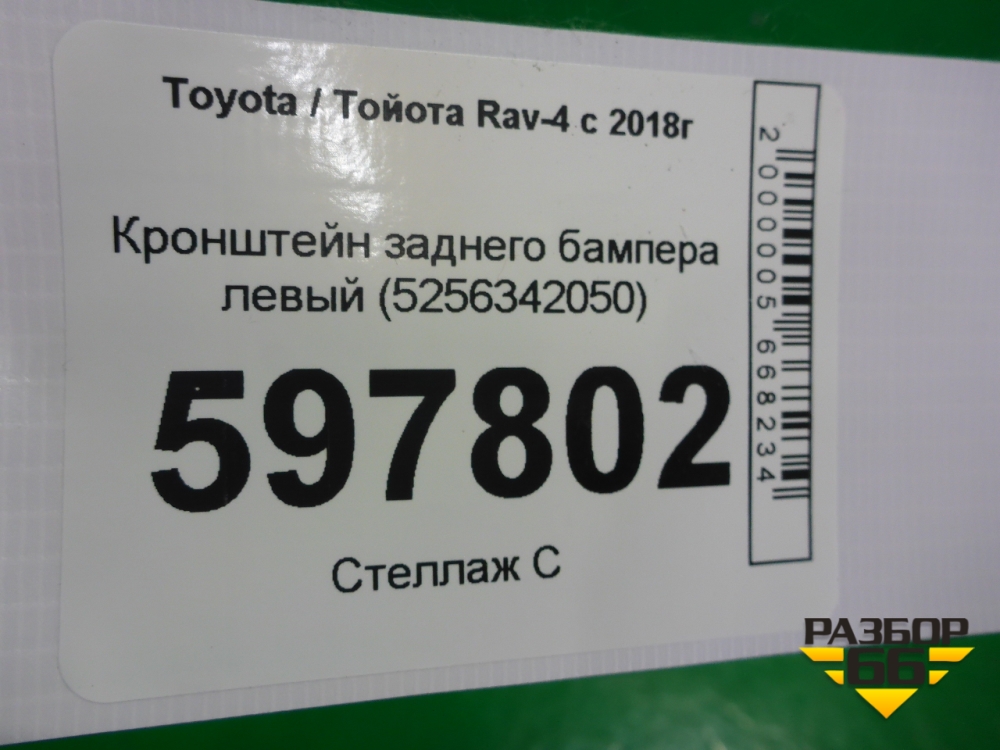 Toyota / Тойота Rav-4 с 2018г
Кронштейн заднего бампера
левый (5256342050)
597802
Стеллаж С
2000005668234
РАЗБОР
66